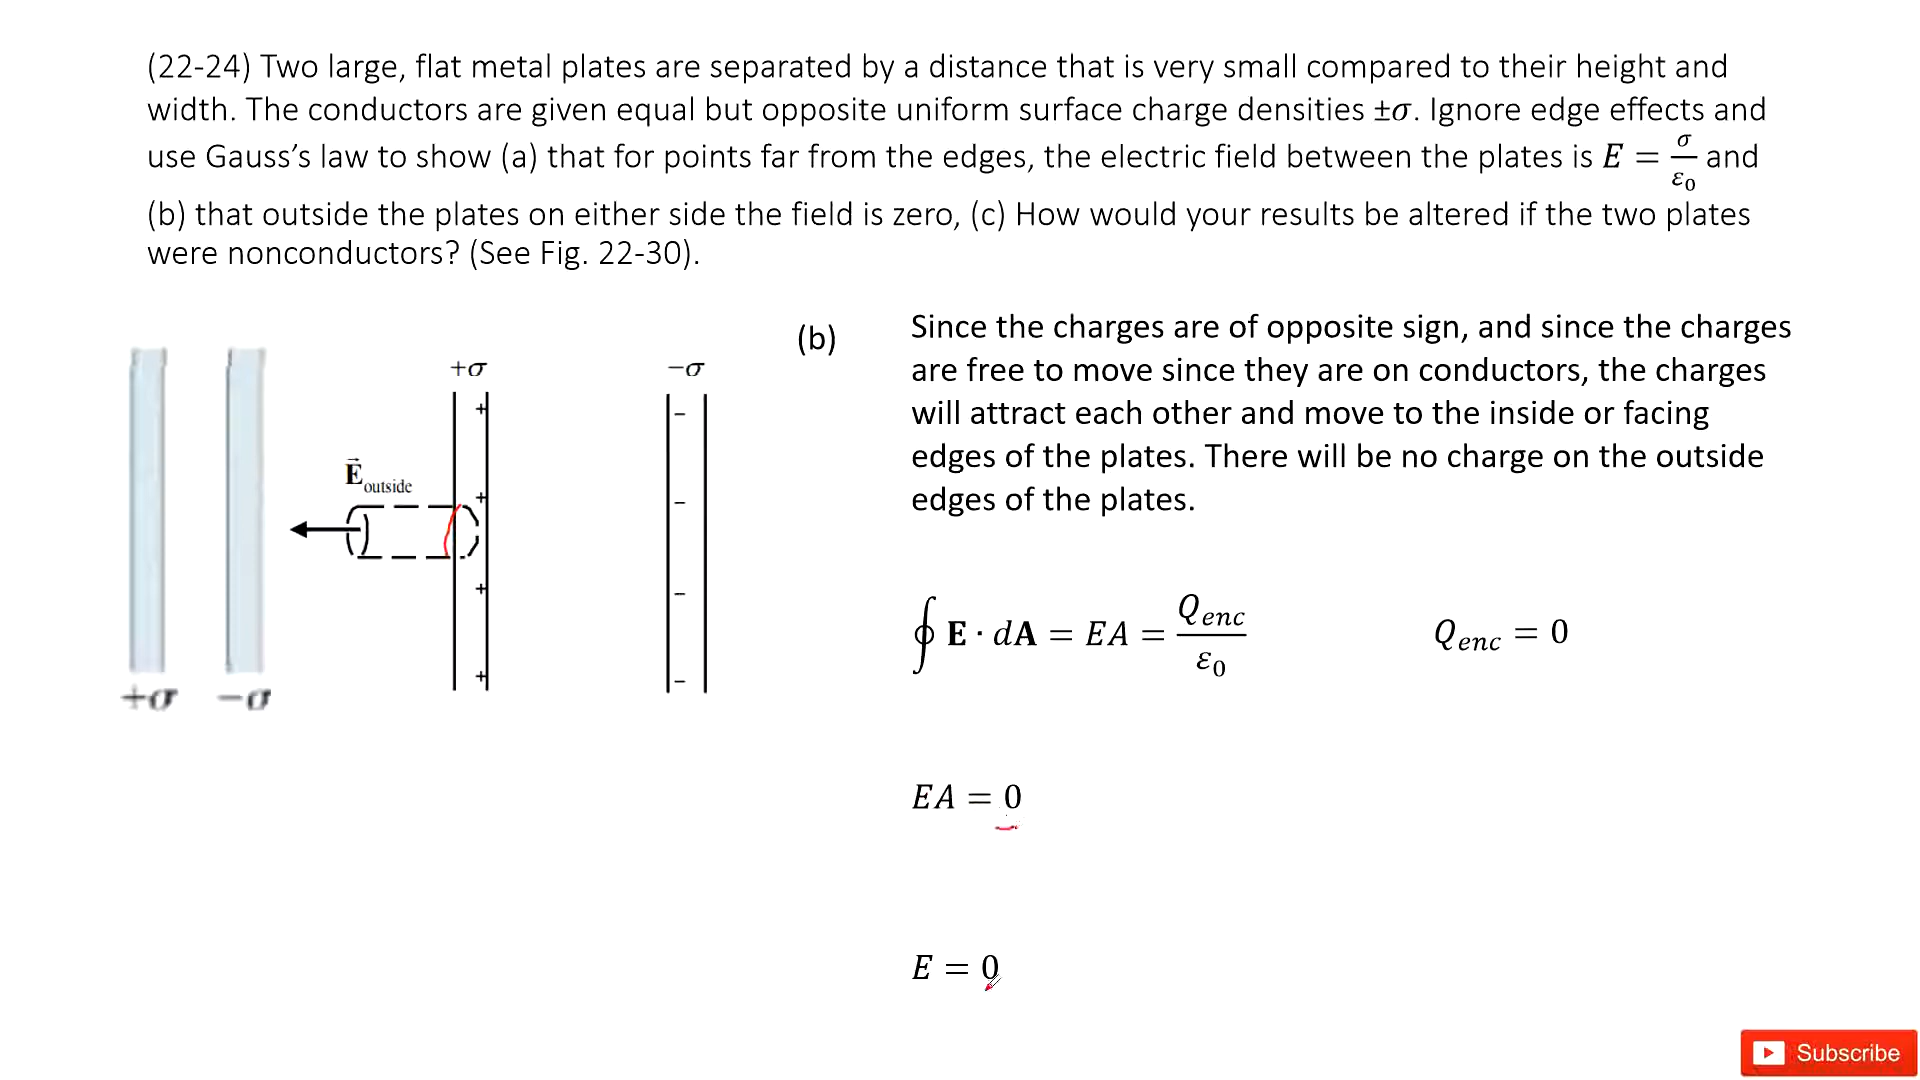 (22-24) Two large, flat metal plates are separated by a distance that is very small compared to their height and
width. The conductors are given equal but opposite uniform surface charge densities ±σ. Ignore edge effects and
use Gauss’s law to show (a) that for points far from the edges, the electric field between the plates is E = σ/ε₀ and
(b) that outside the plates on either side the field is zero, (c) How would your results be altered if the two plates
were nonconductors? (See Fig. 22-30).
+σ −σ
+σ
−σ
E⃗ outside
+ + + +
− − − −
(b)
Since the charges are of opposite sign, and since the charges
are free to move since they are on conductors, the charges
will attract each other and move to the inside or facing
edges of the plates. There will be no charge on the outside
edges of the plates.
∮ E · dA = EA = Q_enc/ε₀
Q_enc = 0
EA = 0
E = 0
Subscribe